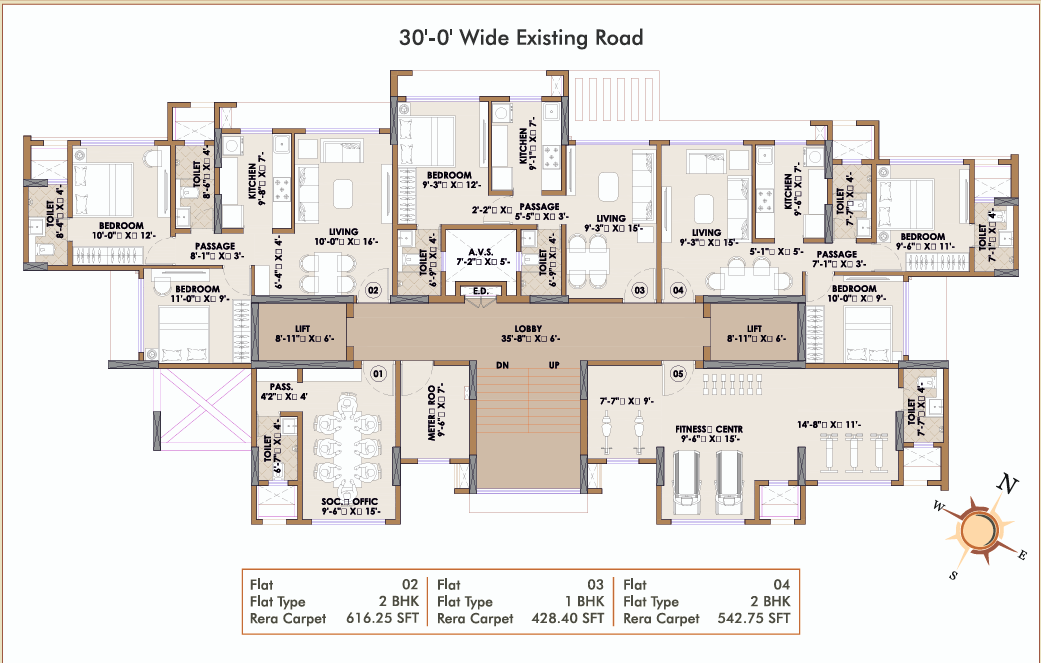 30'-0' Wide Existing Road
TOILET
8'-4"□ X□ 4'-
BEDROOM
10'-0"□ X□ 12'-
TOILET
8'-6"□ X□ 4'-
KITCHEN
9'-8"□ X□ 7'-
LIVING
10'-0"□ X□ 16'-
PASSAGE
8'-1"□ X□ 3'-
6'-4"□ X□ 4'-
BEDROOM
11'-0"□ X□ 9'-
02
BEDROOM
9'-3"□ X□ 12'-
KITCHEN
9'-1"□ X□ 7'-
2'-2"□ X□
PASSAGE
5'-5"□ X□ 3'-
TOILET
6'-9"□ X□ 4'-
A.V.S.
7'-2"□ X□ 5'-
TOILET
6'-9"□ X□ 4'-
E.D.
LIVING
9'-3"□ X□ 15'-
03
LIVING
9'-3"□ X□ 15'-
04
KITCHEN
9'-6"□ X□ 7'-
TOILET
7'-7"□ X□ 4'-
5'-1"□ X□ 4'-
PASSAGE
7'-1"□ X□ 3'-
BEDROOM
9'-6"□ X□ 11'-
TOILET
7'-1"□ X□ 4'-
BEDROOM
10'-0"□ X□ 9'-
LIFT
8'-11"□ X□ 6'-
LOBBY
35'-8"□ X□ 6'-
LIFT
8'-11"□ X□ 6'-
DN UP
01
PASS.
4'2"□ X□ 4'
TOILET
6'-7"□ X□ 4'-
SOC.□ OFFIC
9'-6"□ X□ 15'-
METER□ ROO
9'-6"□ X□ 7'-
05
7'-7"□ X□ 9'-
FITNESS□ CENTR
9'-6"□ X□ 15'-
14'-8"□ X□ 11'-
TOILET
7'-7"□ X□ 4'-
N
W
E
S
Flat 02 Flat 03 Flat 04
Flat Type 2 BHK Flat Type 1 BHK Flat Type 2 BHK
Rera Carpet 616.25 SFT Rera Carpet 428.40 SFT Rera Carpet 542.75 SFT